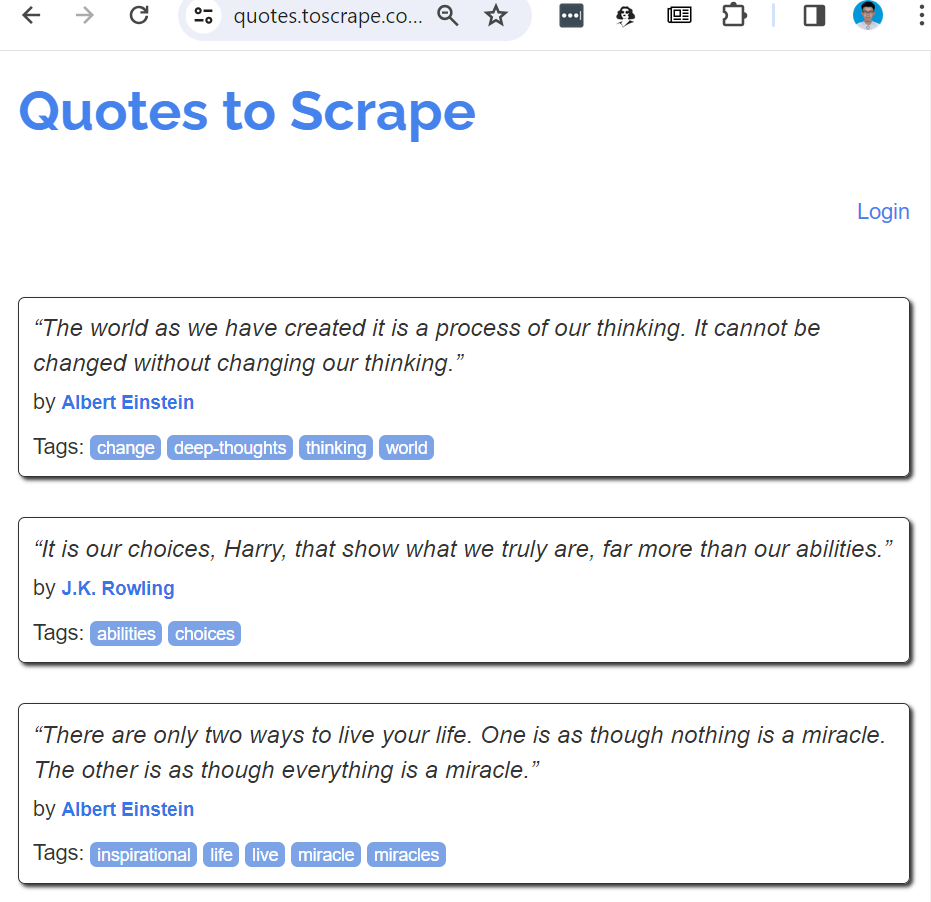 quotes.toscrape.co...
Quotes to Scrape
Login
“The world as we have created it is a process of our thinking. It cannot be
changed without changing our thinking.”
by Albert Einstein
Tags: change deep-thoughts thinking world
“It is our choices, Harry, that show what we truly are, far more than our abilities.”
by J.K. Rowling
Tags: abilities choices
“There are only two ways to live your life. One is as though nothing is a miracle.
The other is as though everything is a miracle.”
by Albert Einstein
Tags: inspirational life live miracle miracles